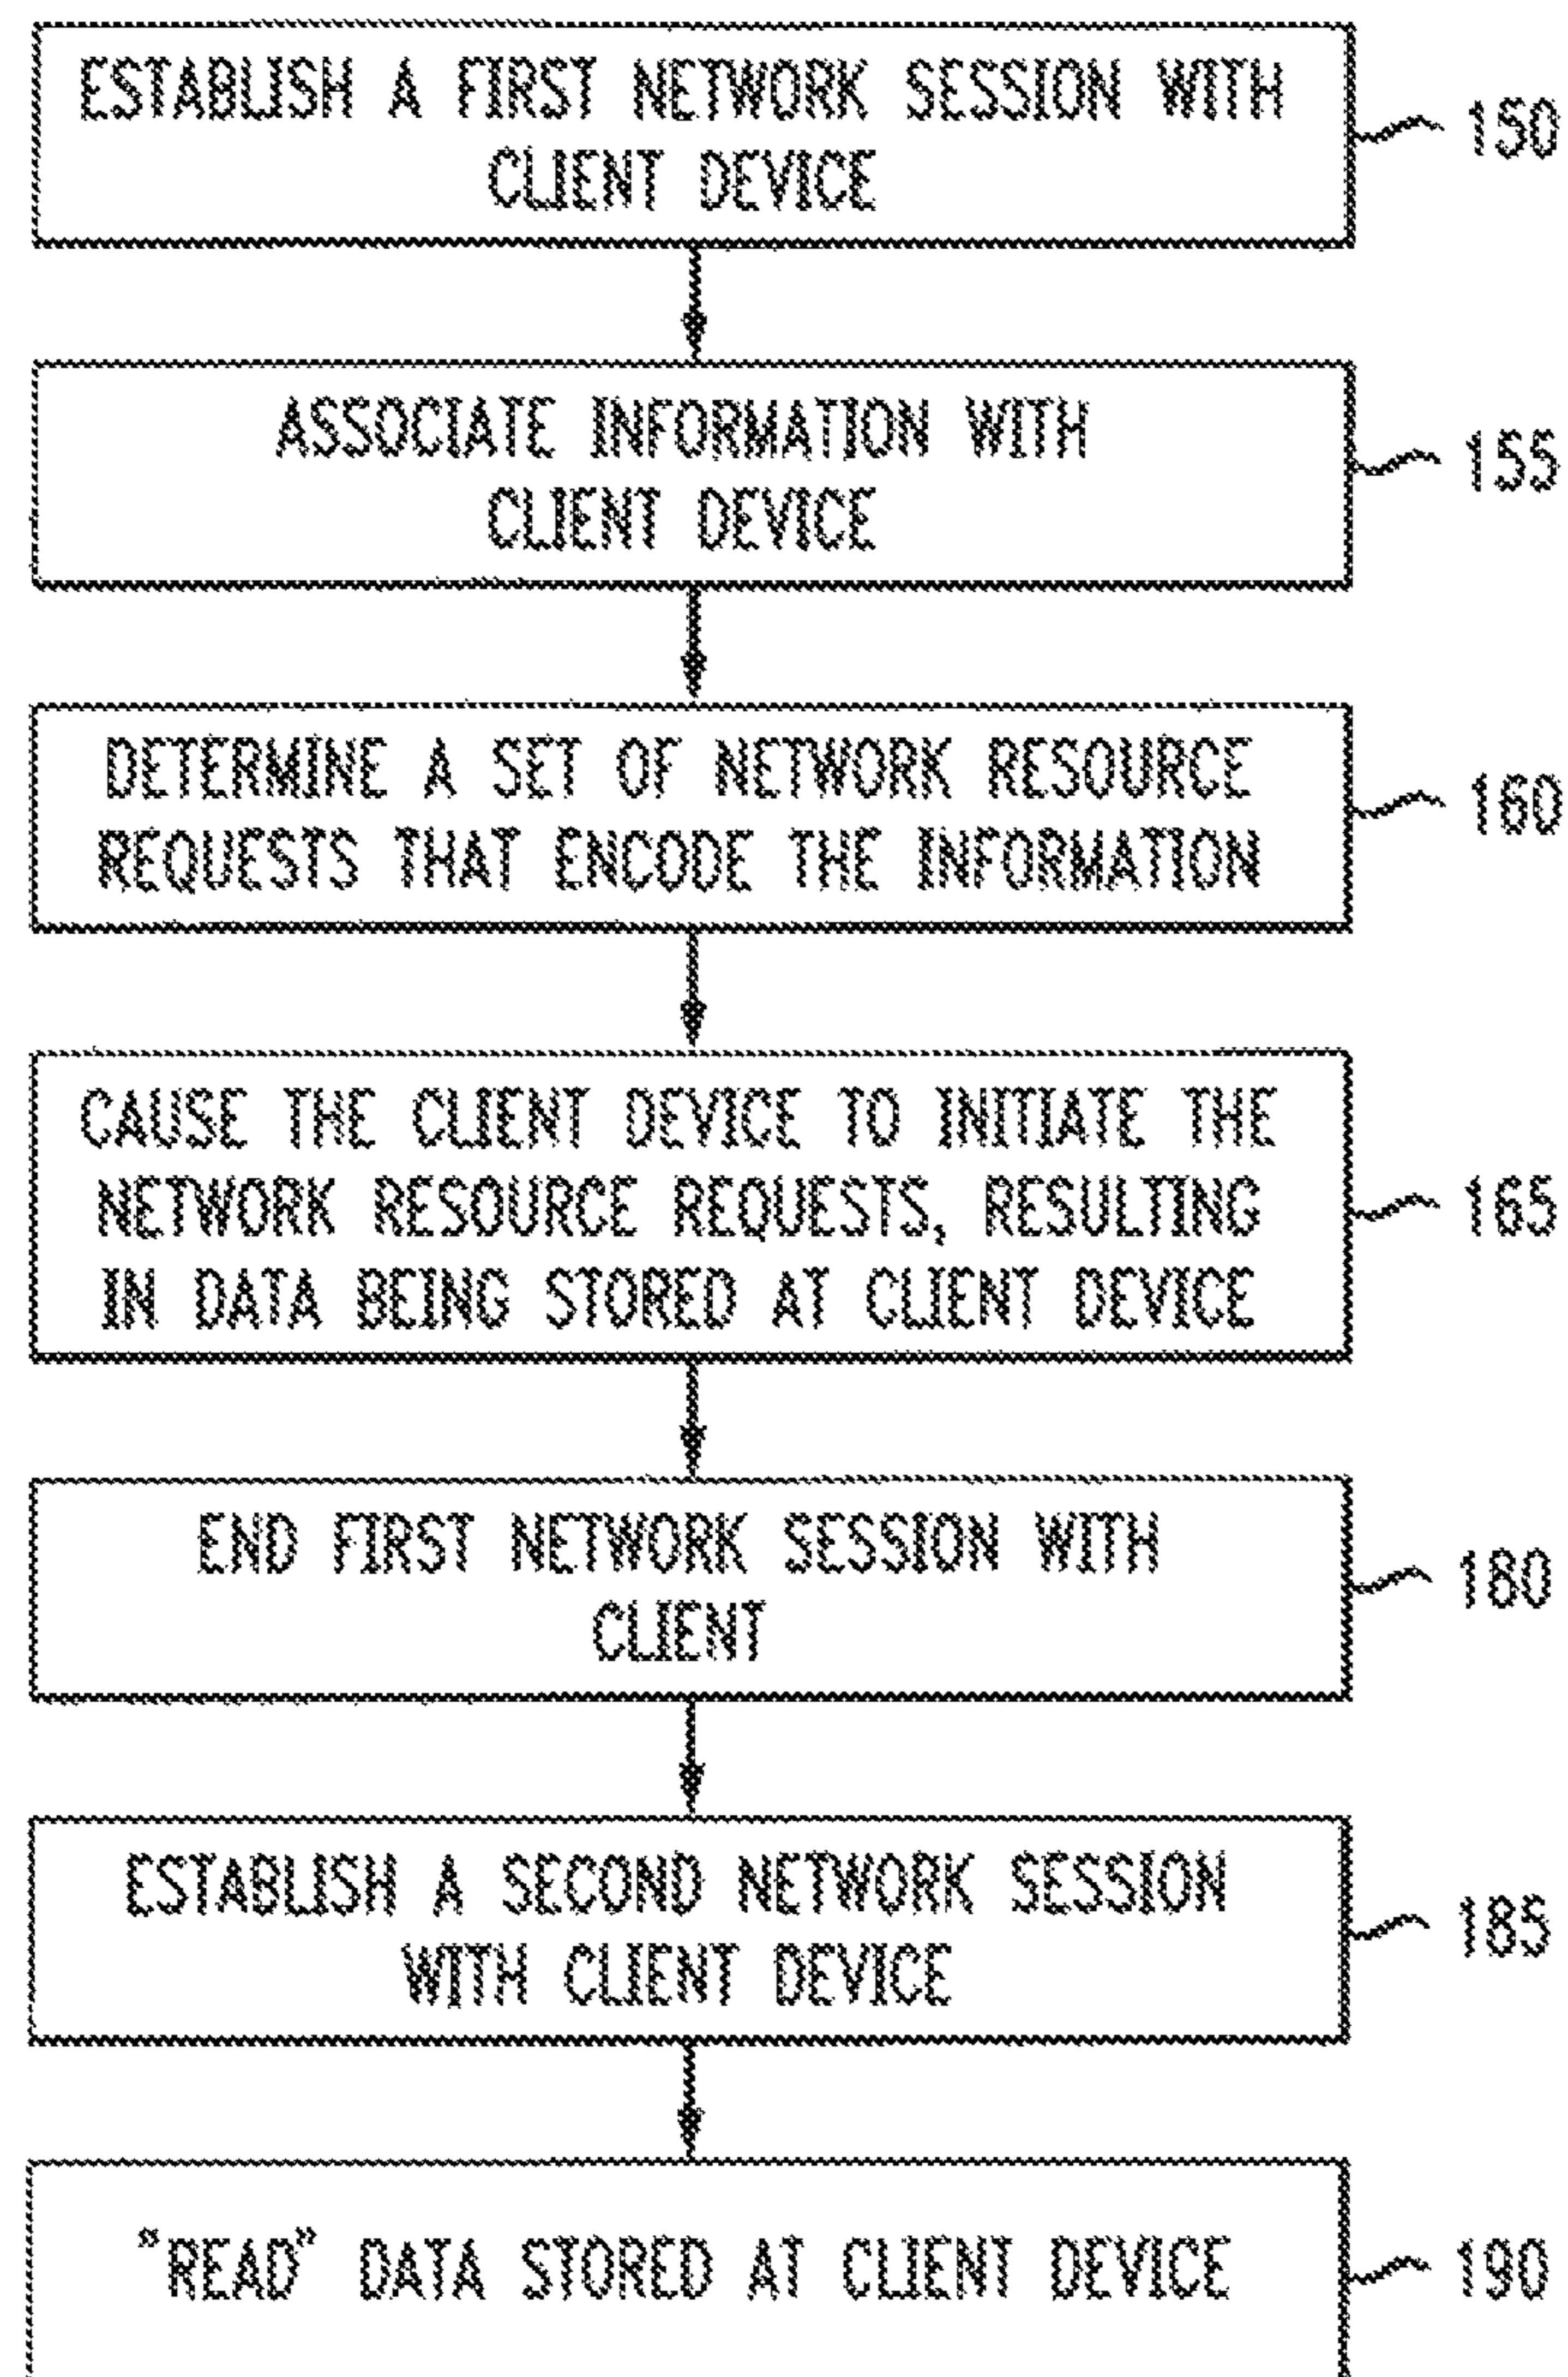 ESTABLISH A FIRST NETWORK SESSION WITH
CLIENT DEVICE
150
ASSOCIATE INFORMATION WITH
CLIENT DEVICE
155
DETERMINE A SET OF NETWORK RESOURCE
REQUESTS THAT ENCODE THE INFORMATION
160
CAUSE THE CLIENT DEVICE TO INITIATE THE
NETWORK RESOURCE REQUESTS, RESULTING
IN DATA BEING STORED AT CLIENT DEVICE
165
END FIRST NETWORK SESSION WITH
CLIENT
180
ESTABLISH A SECOND NETWORK SESSION
WITH CLIENT DEVICE
185
"READ" DATA STORED AT CLIENT DEVICE
190